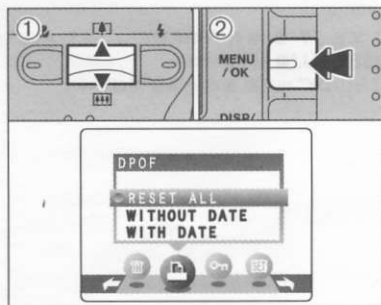 ①
②
MENU
/OK
DISP/
DPOF
RESET ALL
WITHOUT DATE
WITH DATE